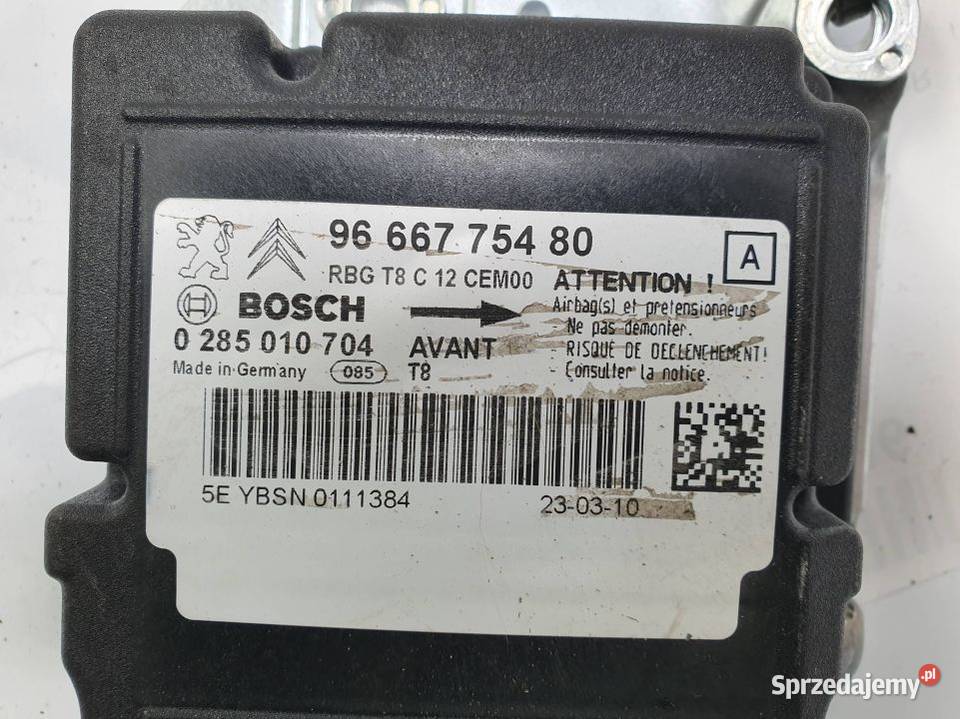 96 667 754 80
A
RBG T8 C 12 CEM00
ATTENTION !
BOSCH
Airbag(s) et pretensionneurs
Ne pas demonter.
0 285 010 704
AVANT
- RISQUE DE DECLENCHEMENT!
Made in Germany
085
T8
- Consulter la notice.
5E YBSN 0111384
23-03-10
Sprzedajemy.pl